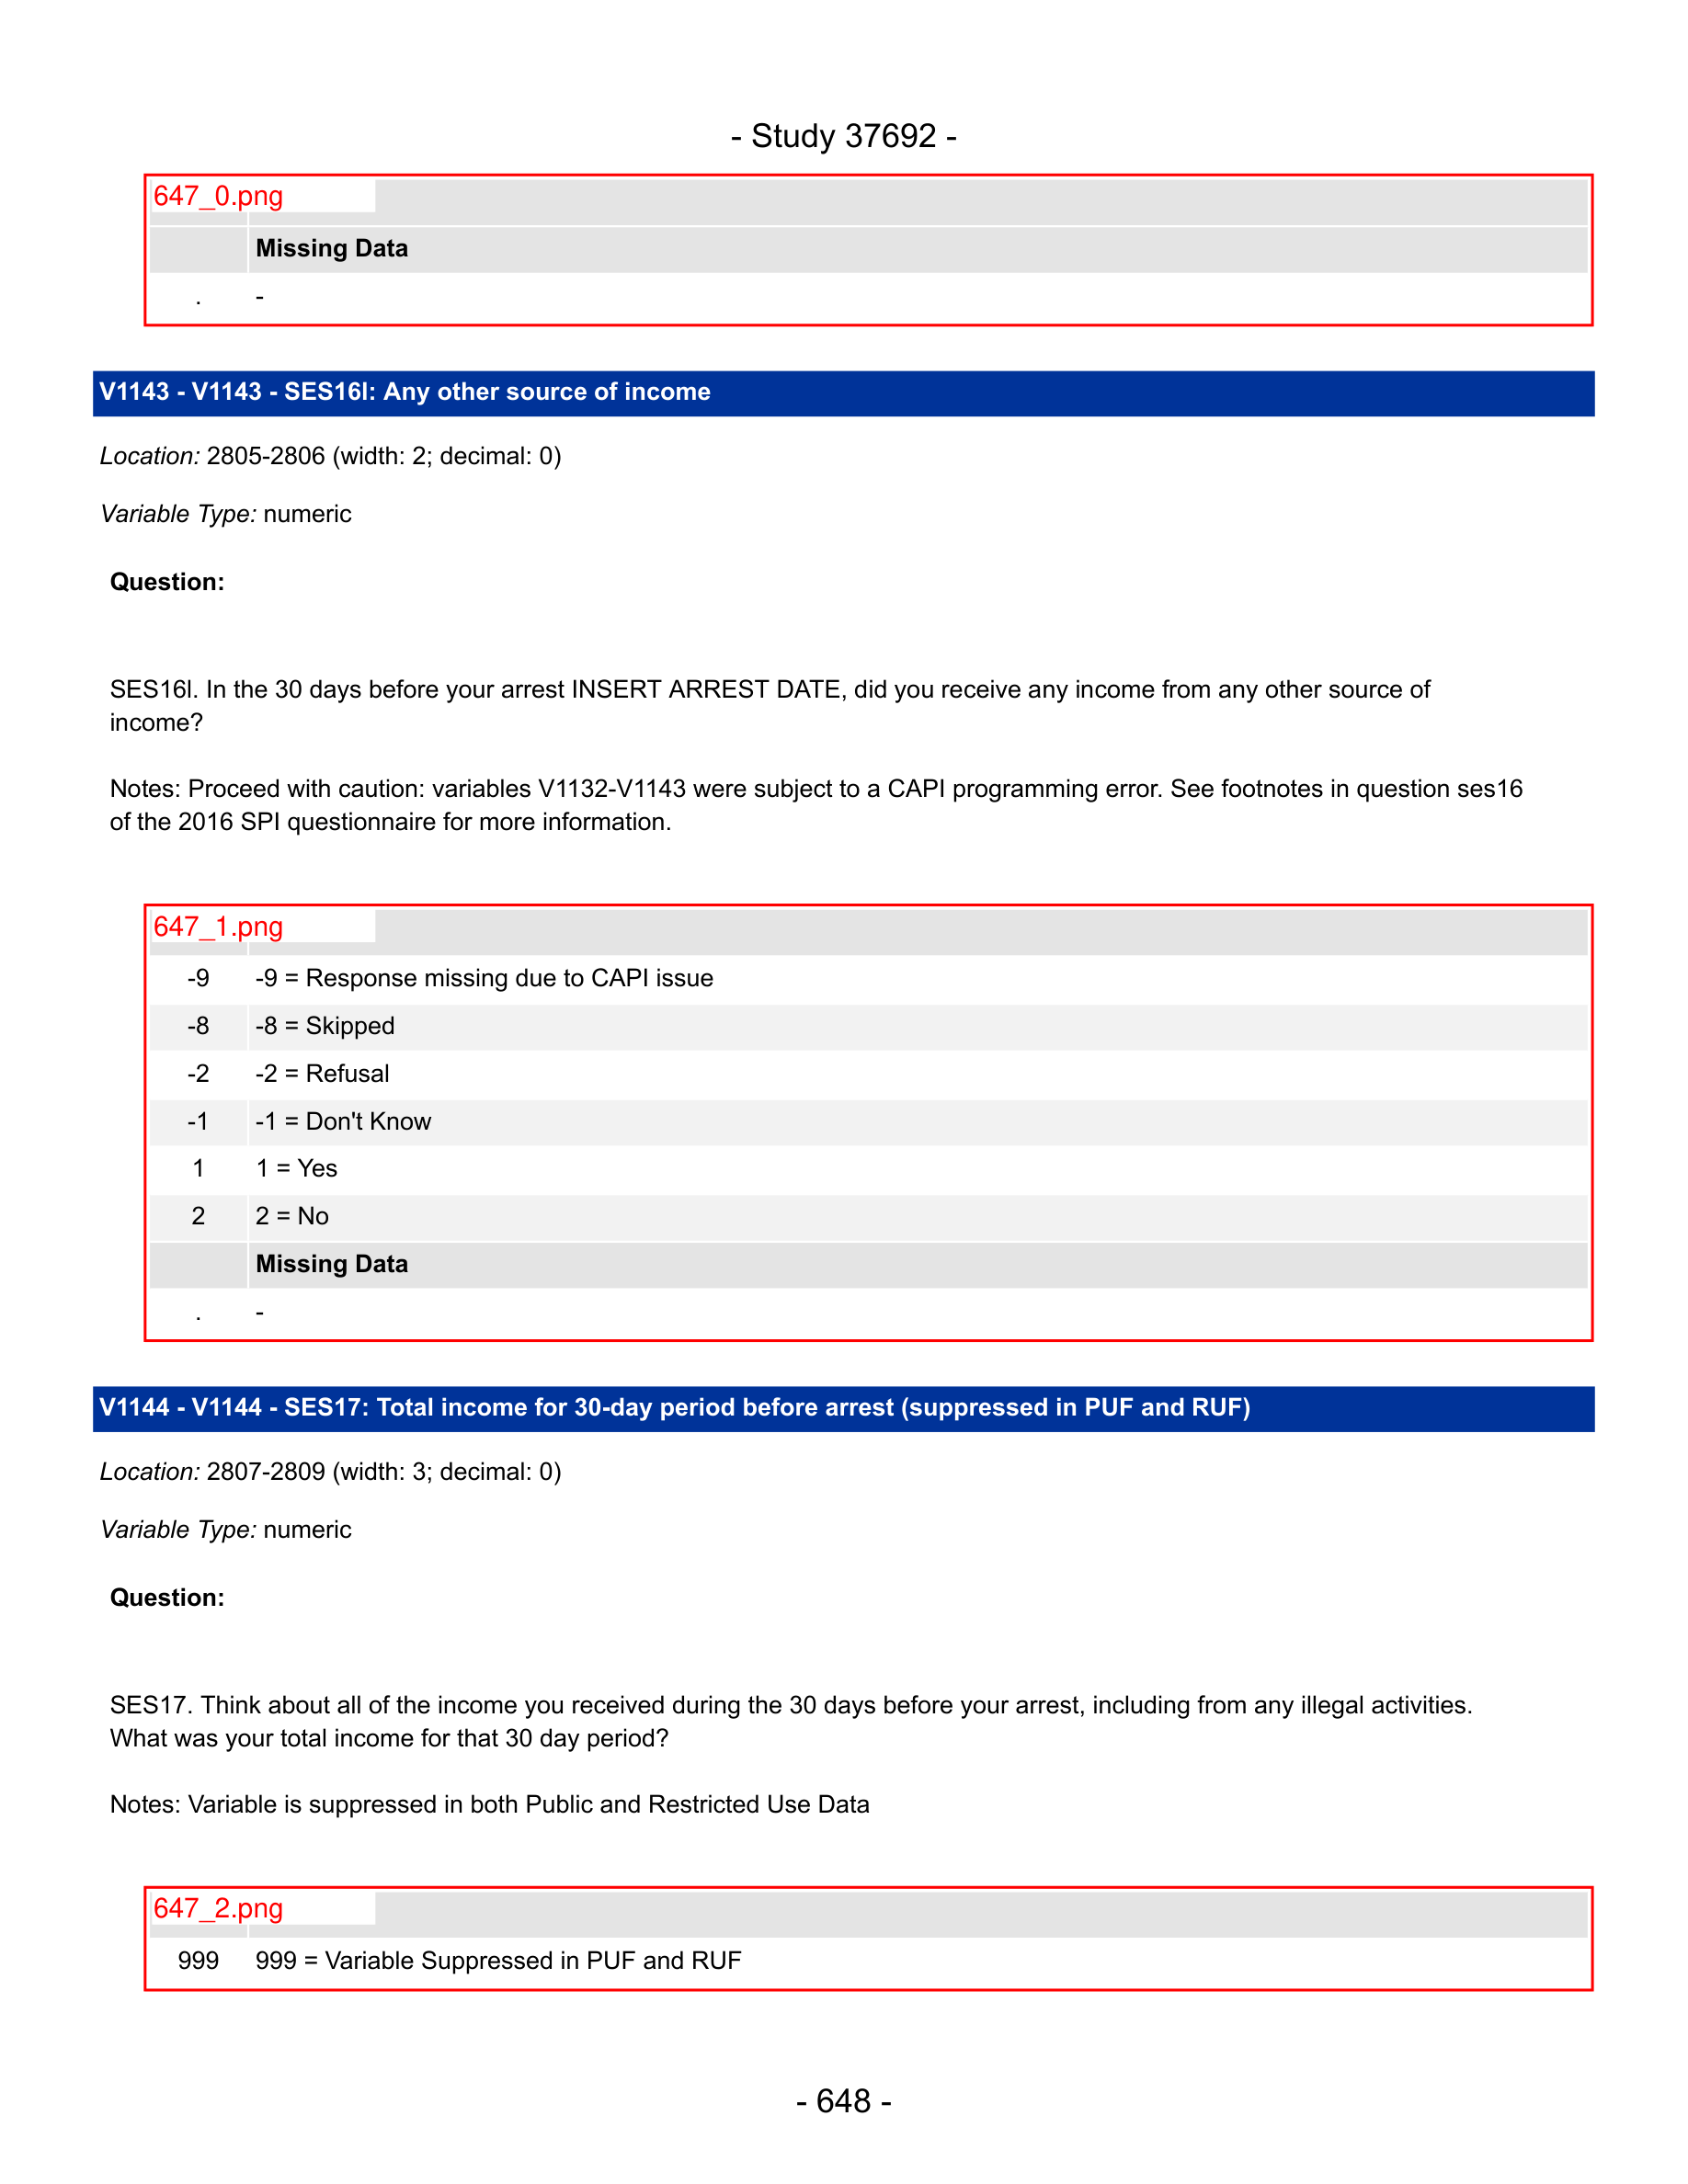 - Study 37692 -
647_0.png
Missing Data
. -
V1143 - V1143 - SES16l: Any other source of income
Location: 2805-2806 (width: 2; decimal: 0)
Variable Type: numeric
Question:
SES16l. In the 30 days before your arrest INSERT ARREST DATE, did you receive any income from any other source of
income?
Notes: Proceed with caution: variables V1132-V1143 were subject to a CAPI programming error. See footnotes in question ses16
of the 2016 SPI questionnaire for more information.
647_1.png
-9 -9 = Response missing due to CAPI issue
-8 -8 = Skipped
-2 -2 = Refusal
-1 -1 = Don't Know
1 1 = Yes
2 2 = No
Missing Data
. -
V1144 - V1144 - SES17: Total income for 30-day period before arrest (suppressed in PUF and RUF)
Location: 2807-2809 (width: 3; decimal: 0)
Variable Type: numeric
Question:
SES17. Think about all of the income you received during the 30 days before your arrest, including from any illegal activities.
What was your total income for that 30 day period?
Notes: Variable is suppressed in both Public and Restricted Use Data
647_2.png
999 999 = Variable Suppressed in PUF and RUF
- 648 -